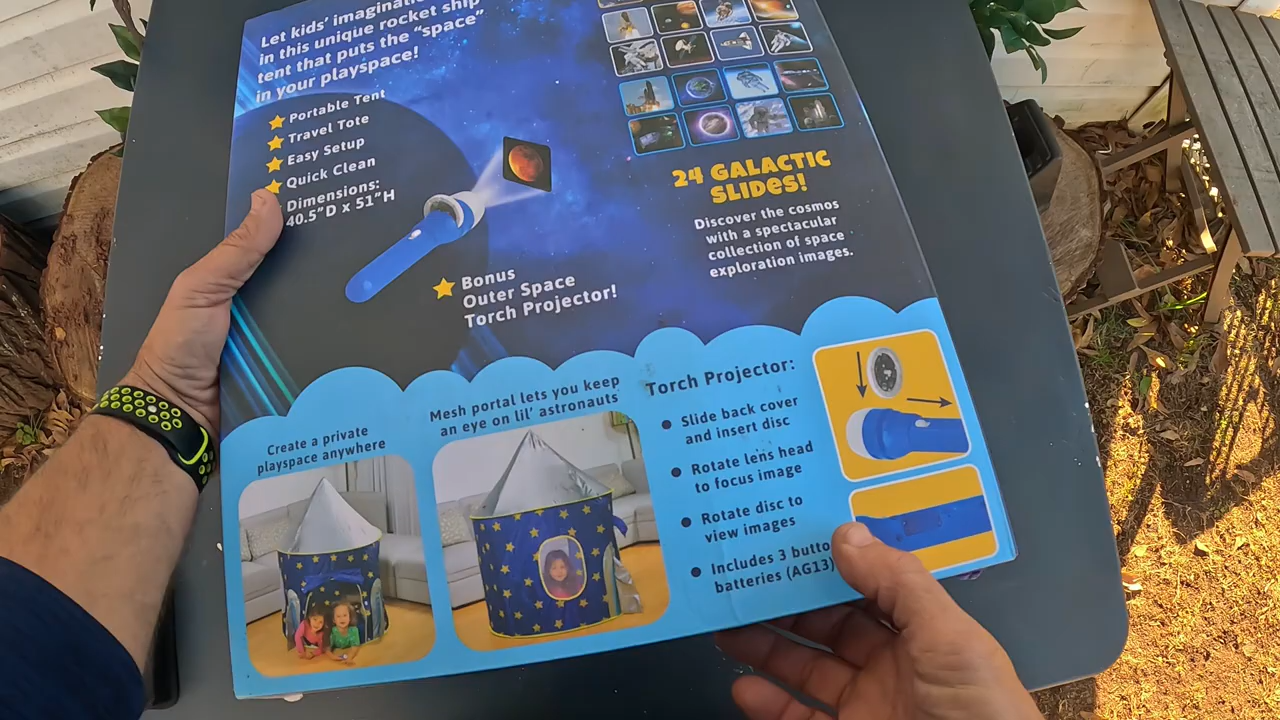 Let kids' imagination
in this unique rocket ship
tent that puts the "space"
in your playspace!
Portable Tent
Travel Tote
Easy Setup
Quick Clean
Dimensions:
40.5"D x 51"H
Bonus
Outer Space
Torch Projector!
24 GALACTIC
SLIDES!
Discover the cosmos
with a spectacular
collection of space
exploration images.
Create a private
playspace anywhere
Mesh portal lets you keep
an eye on lil' astronauts
Torch Projector:
Slide back cover
and insert disc
Rotate lens head
to focus image
Rotate disc to
view images
Includes 3 button
batteries (AG13)